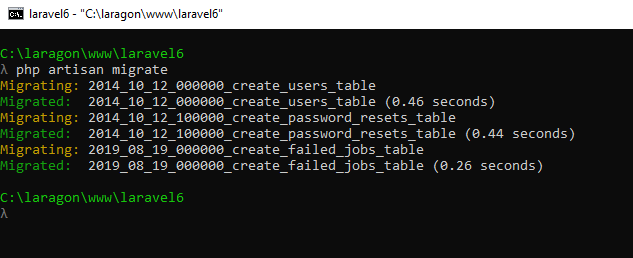 laravel6 - "C:\laragon\www\laravel6"
C:\laragon\www\laravel6
λ php artisan migrate
Migrating: 2014_10_12_000000_create_users_table
Migrated:  2014_10_12_000000_create_users_table (0.46 seconds)
Migrating: 2014_10_12_100000_create_password_resets_table
Migrated:  2014_10_12_100000_create_password_resets_table (0.44 seconds)
Migrating: 2019_08_19_000000_create_failed_jobs_table
Migrated:  2019_08_19_000000_create_failed_jobs_table (0.26 seconds)
C:\laragon\www\laravel6
λ